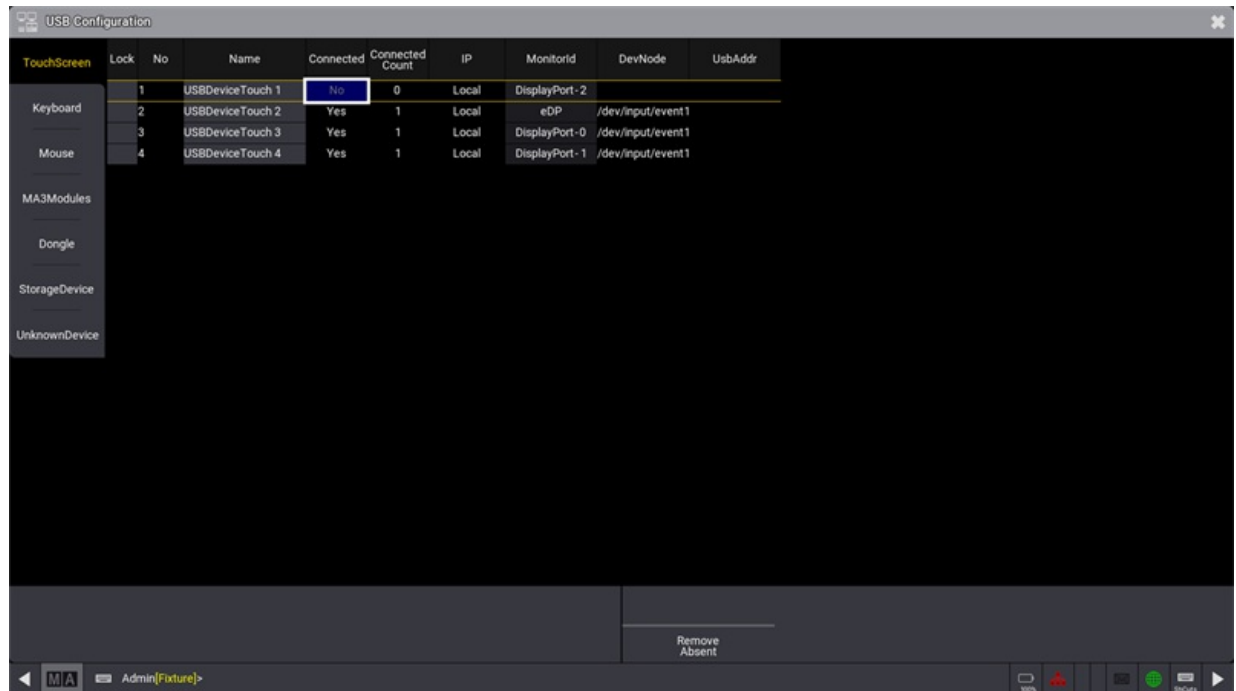 USB Configuration
TouchScreen
Lock No Name Connected Connected Count IP MonitorId DevNode UsbAddr
1 USBDeviceTouch 1 No 0 Local DisplayPort-2
2 USBDeviceTouch 2 Yes 1 Local eDP /dev/input/event1
3 USBDeviceTouch 3 Yes 1 Local DisplayPort-0 /dev/input/event1
4 USBDeviceTouch 4 Yes 1 Local DisplayPort-1 /dev/input/event1
Keyboard
Mouse
MA3Modules
Dongle
StorageDevice
UnknownDevice
Remove
Absent
MA Admin[Fixture]>
100%